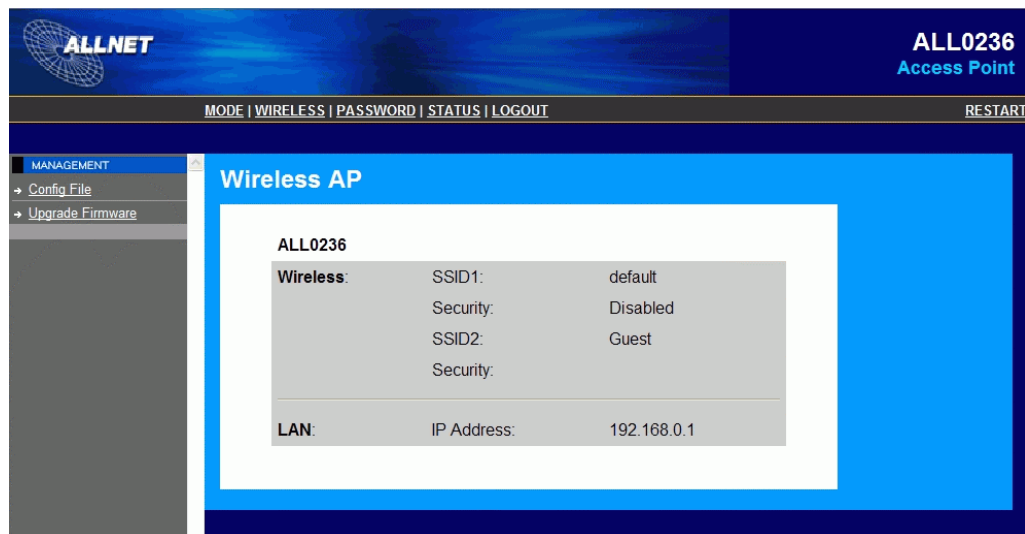 ALLNET
ALL0236
Access Point
MODE | WIRELESS | PASSWORD | STATUS | LOGOUT
RESTART
MANAGEMENT
Config File
Upgrade Firmware
Wireless AP
ALL0236
Wireless: SSID1: default
Security: Disabled
SSID2: Guest
Security:
LAN: IP Address: 192.168.0.1